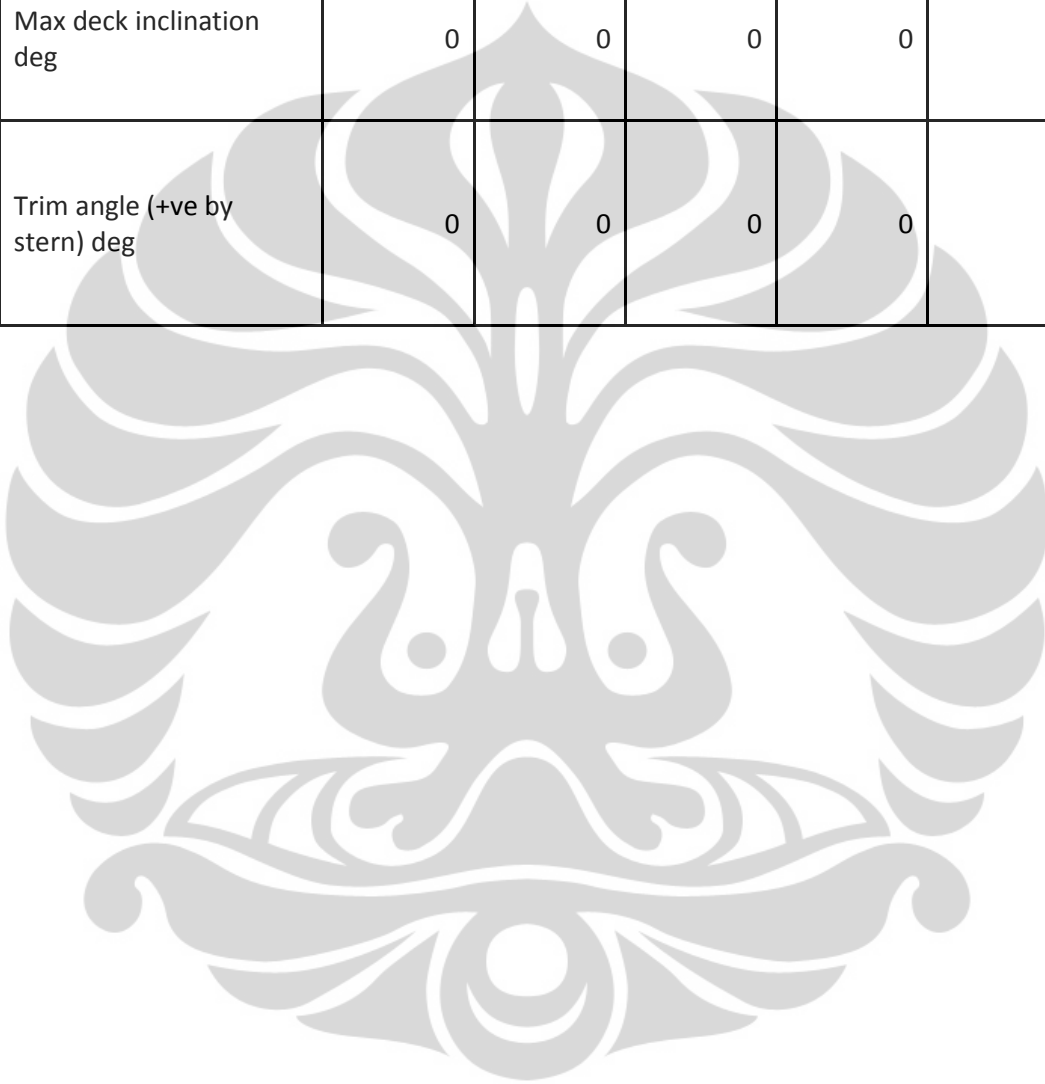 Max deck inclination
deg
0 0 0 0
Trim angle (+ve by
stern) deg
0 0 0 0